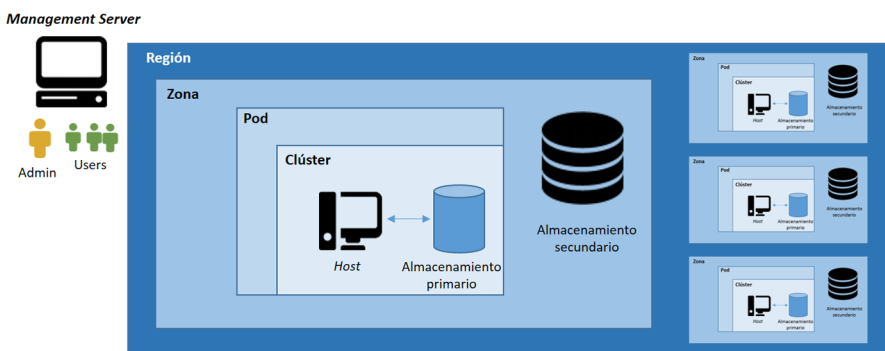 Management Server
Admin
Users
Región
Zona
Pod
Clúster
Host
Almacenamiento
primario
Almacenamiento
secundario
Zona
Pod
Clúster
Host
Almacenamiento
primario
Almacenamiento
secundario
Zona
Pod
Clúster
Host
Almacenamiento
primario
Almacenamiento
secundario
Zona
Pod
Clúster
Host
Almacenamiento
primario
Almacenamiento
secundario